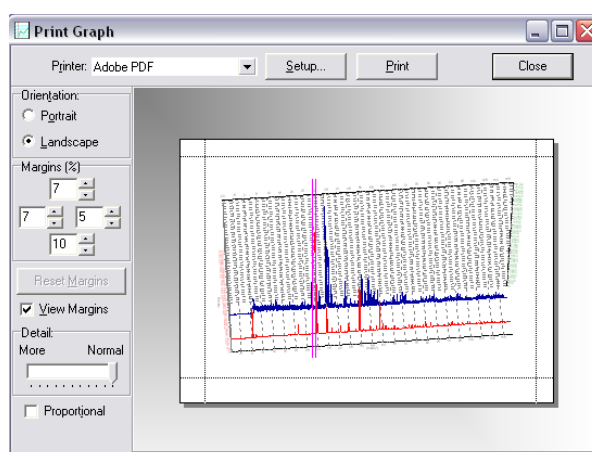 Print Graph
Printer: Adobe PDF Setup... Print Close
Orientation:
Portrait
Landscape
Margins (%)
7
7 5
10
Reset Margins
View Margins
Detail:
More Normal
Proportional